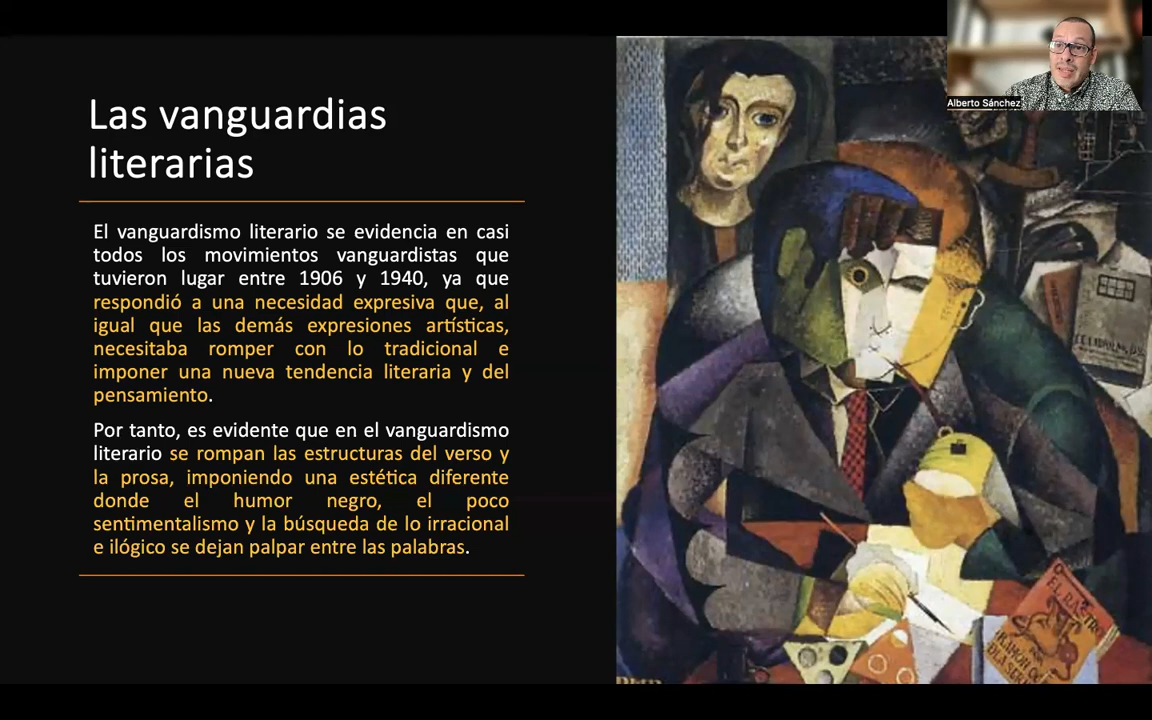 Alberto Sánchez
Las vanguardias
literarias
El vanguardismo literario se evidencia en casi
todos los movimientos vanguardistas que
tuvieron lugar entre 1906 y 1940, ya que
respondió a una necesidad expresiva que, al
igual que las demás expresiones artísticas,
necesitaba romper con lo tradicional e
imponer una nueva tendencia literaria y del
pensamiento.
Por tanto, es evidente que en el vanguardismo
literario se rompan las estructuras del verso y
la prosa, imponiendo una estética diferente
donde el humor negro, el poco
sentimentalismo y la búsqueda de lo irracional
e ilógico se dejan palpar entre las palabras.
EL RASTRO
POR
RAMON